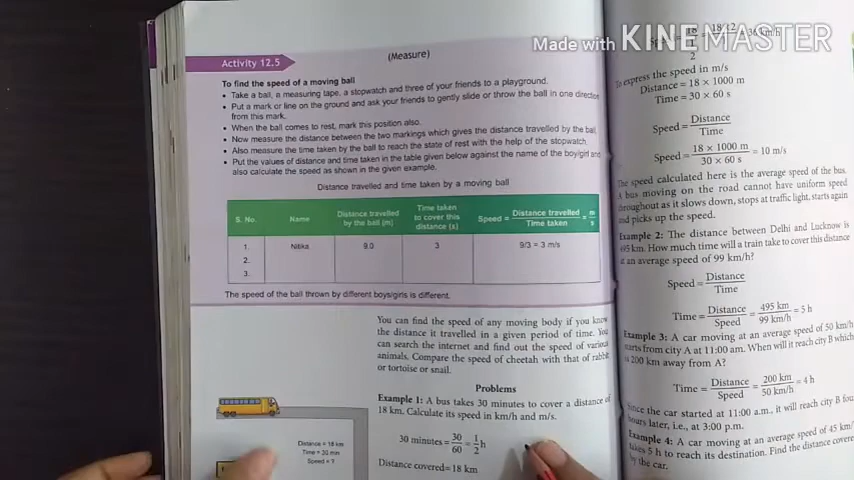 Made with KINEMASTER
Activity 12.5
(Measure)
To find the speed of a moving ball
• Take a ball, a measuring tape, a stopwatch and three of your friends to a playground.
• Put a mark or line on the ground and ask your friends to gently slide or throw the ball in one direction
from this mark.
• When the ball comes to rest, mark this position also.
• Now measure the distance between the two markings which gives the distance travelled by the ball.
• Also measure the time taken by the ball to reach the state of rest with the help of the stopwatch.
• Put the values of distance and time taken in the table given below against the name of the boy/girl and
also calculate the speed as shown in the given example.
Distance travelled and time taken by a moving ball
S. No. Name Distance travelled by the ball (m) Time taken to cover this distance (s) Speed = Distance travelled / Time taken = m/s
1. Nitika 9.0 3 9/3 = 3 m/s
2.
3.
The speed of the ball thrown by different boys/girls is different.
You can find the speed of any moving body if you know
the distance it travelled in a given period of time. You
can search the internet and find out the speed of various
animals. Compare the speed of cheetah with that of rabbit
or tortoise or snail.
Problems
Example 1: A bus takes 30 minutes to cover a distance of
18 km. Calculate its speed in km/h and m/s.
30 minutes = 30/60 = 1/2 h
Distance covered = 18 km
Distance = 18 km
Time = 30 min
Speed = ?
To express the speed in m/s
Distance = 18 × 1000 m
Time = 30 × 60 s
Speed = Distance / Time
Speed = 18 × 1000 m / 30 × 60 s = 10 m/s
The speed calculated here is the average speed of the bus.
A bus moving on the road cannot have uniform speed
throughout as it slows down, stops at traffic light, starts again
and picks up the speed.
Example 2: The distance between Delhi and Lucknow is
495 km. How much time will a train take to cover this distance
at an average speed of 99 km/h?
Speed = Distance / Time
Time = Distance / Speed = 495 km / 99 km/h = 5 h
Example 3: A car moving at an average speed of 50 km/h
starts from city A at 11:00 am. When will it reach city B which
is 200 km away from A?
Time = Distance / Speed = 200 km / 50 km/h = 4 h
Since the car started at 11:00 a.m., it will reach city B four
hours later, i.e., at 3:00 p.m.
Example 4: A car moving at an average speed of 45 km/
takes 5 h to reach its destination. Find the distance covere
by the car.